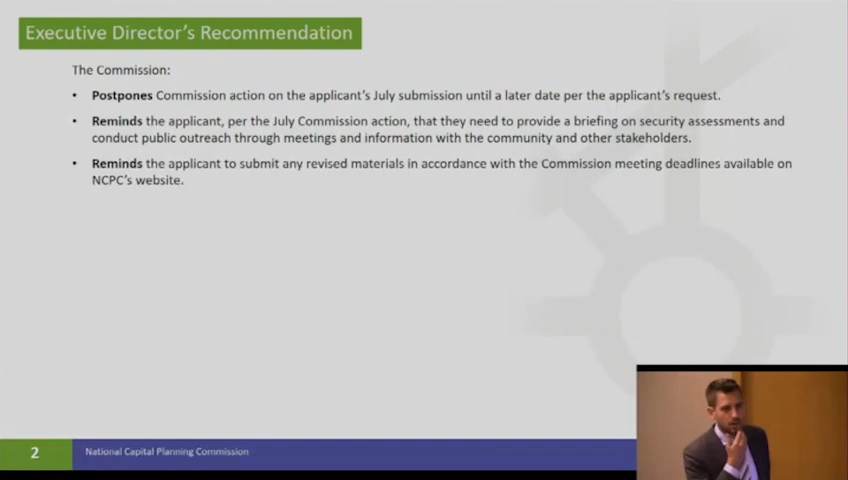 Executive Director's Recommendation
The Commission:
• Postpones Commission action on the applicant's July submission until a later date per the applicant's request.
• Reminds the applicant, per the July Commission action, that they need to provide a briefing on security assessments and
conduct public outreach through meetings and information with the community and other stakeholders.
• Reminds the applicant to submit any revised materials in accordance with the Commission meeting deadlines available on
NCPC's website.
2
National Capital Planning Commission